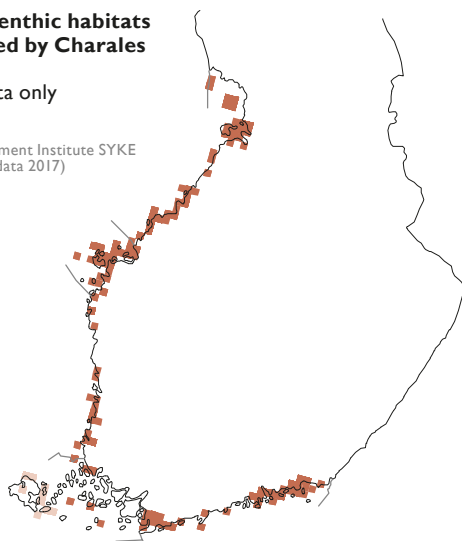 enthic habitats
ed by Charales
ta only
ment Institute SYKE
data 2017)